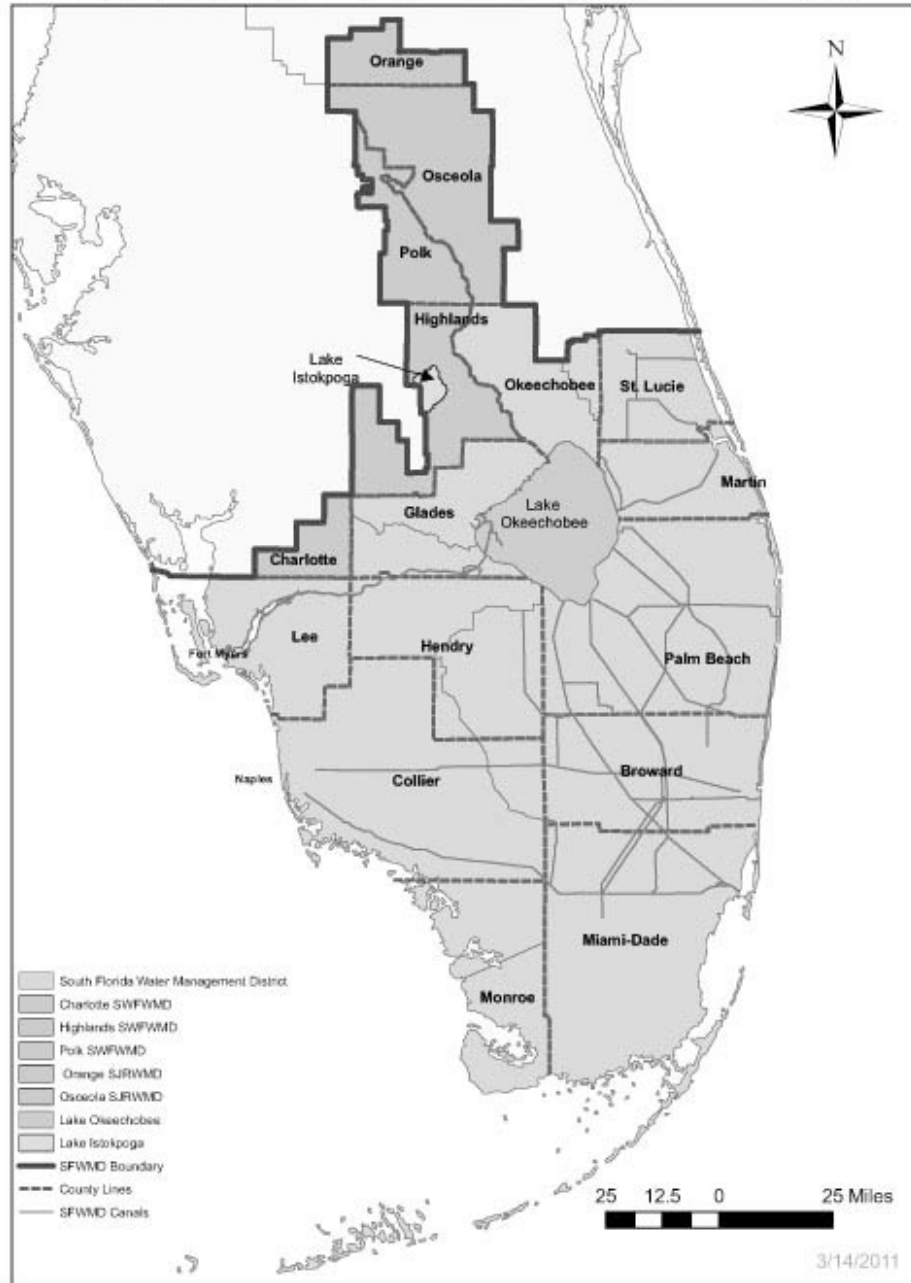 N
Orange
Osceola
Polk
Highlands
Lake
Istokpoga
Okeechobee
St. Lucie
Martin
Glades
Lake
Okeechobee
Charlotte
Lee
Fort Myers
Hendry
Palm Beach
Naples
Collier
Broward
Miami-Dade
Monroe
South Florida Water Management District
Charlotte SWFWMD
Highlands SWFWMD
Polk SWFWMD
Orange SJRWMD
Osceola SJRWMD
Lake Okeechobee
Lake Istokpoga
SFWMD Boundary
County Lines
SFWMD Canals
25 12.5 0 25 Miles
3/14/2011